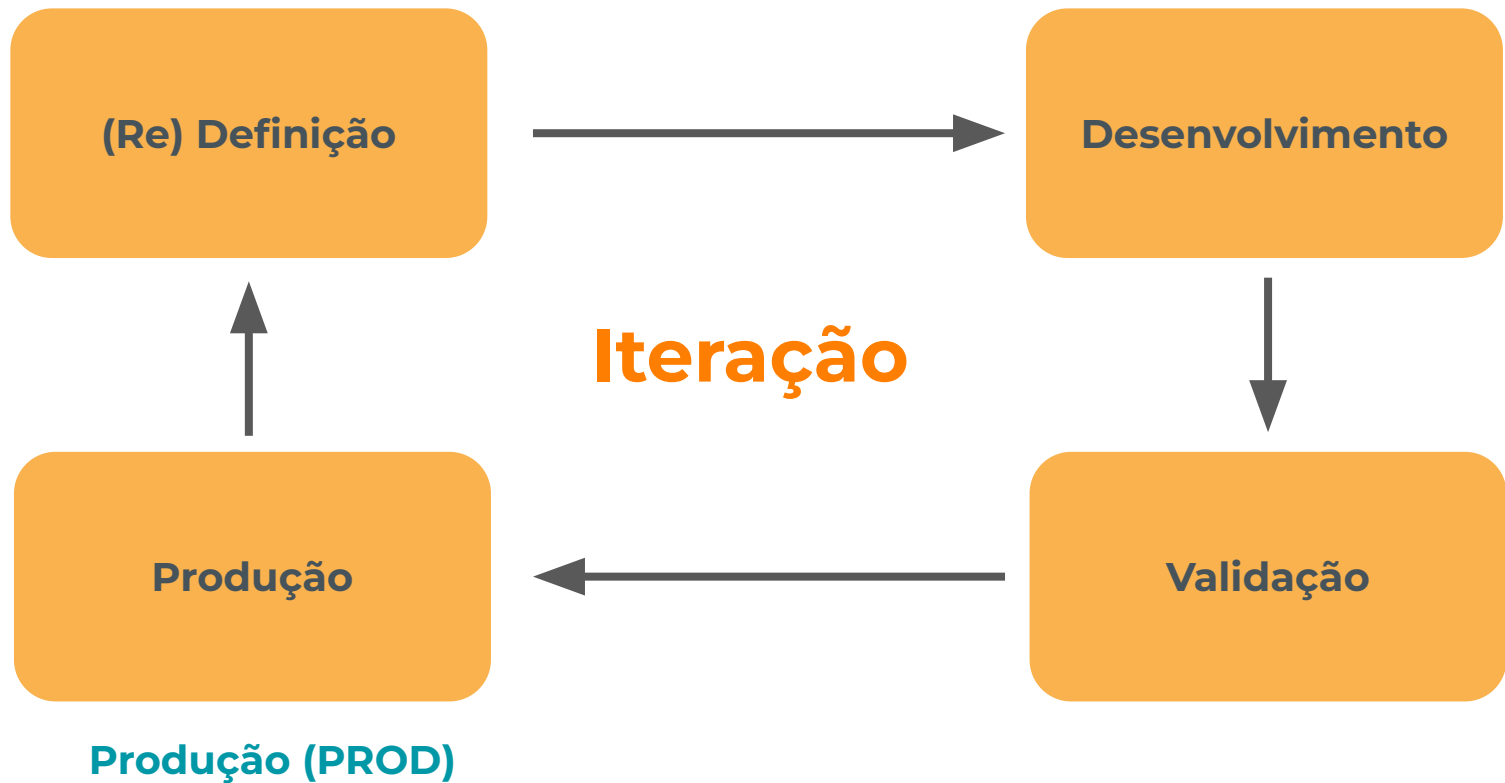 (Re) Definição
Desenvolvimento
Iteração
Produção
Validação
Produção (PROD)